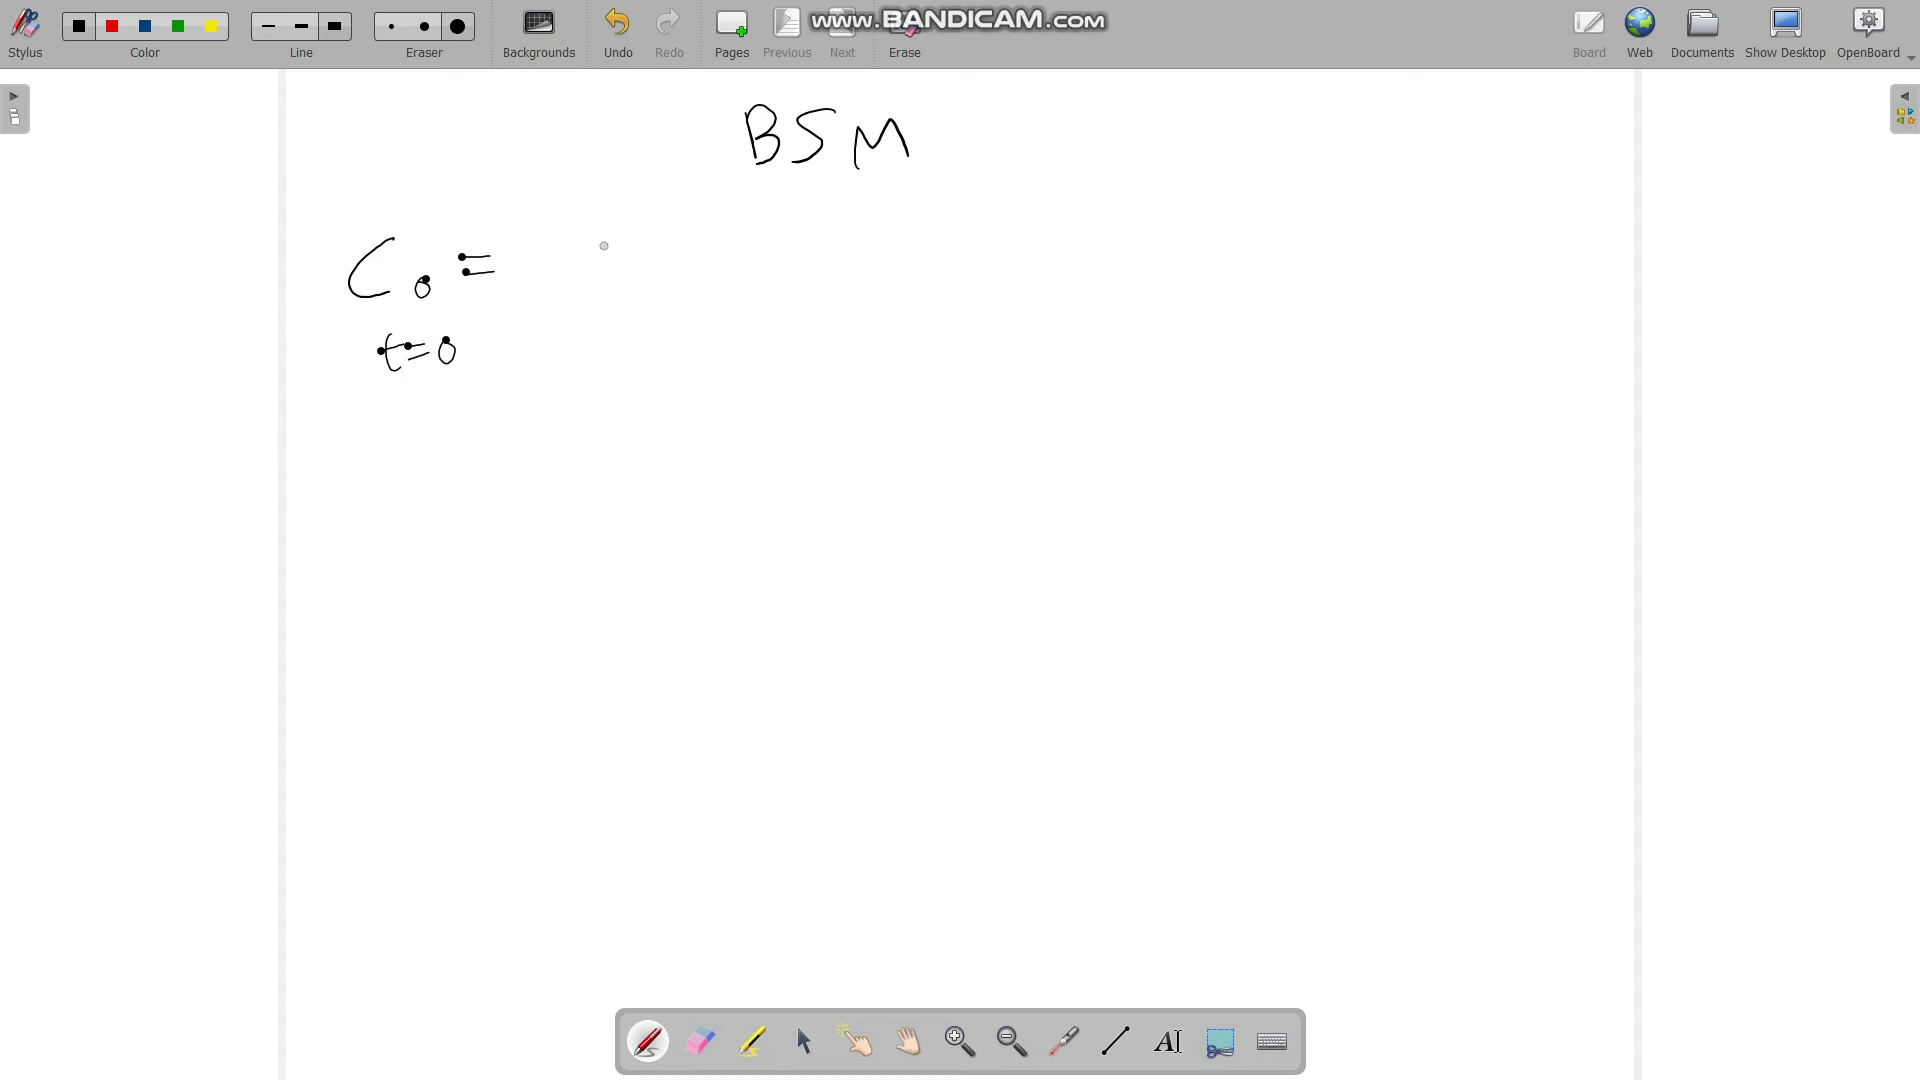 Stylus Color Line Eraser Backgrounds Undo Redo Pages Previous Next Erase Board Web Documents Show Desktop OpenBoard
www.BANDICAM.com
BSM
C₀ =
t=0
AI